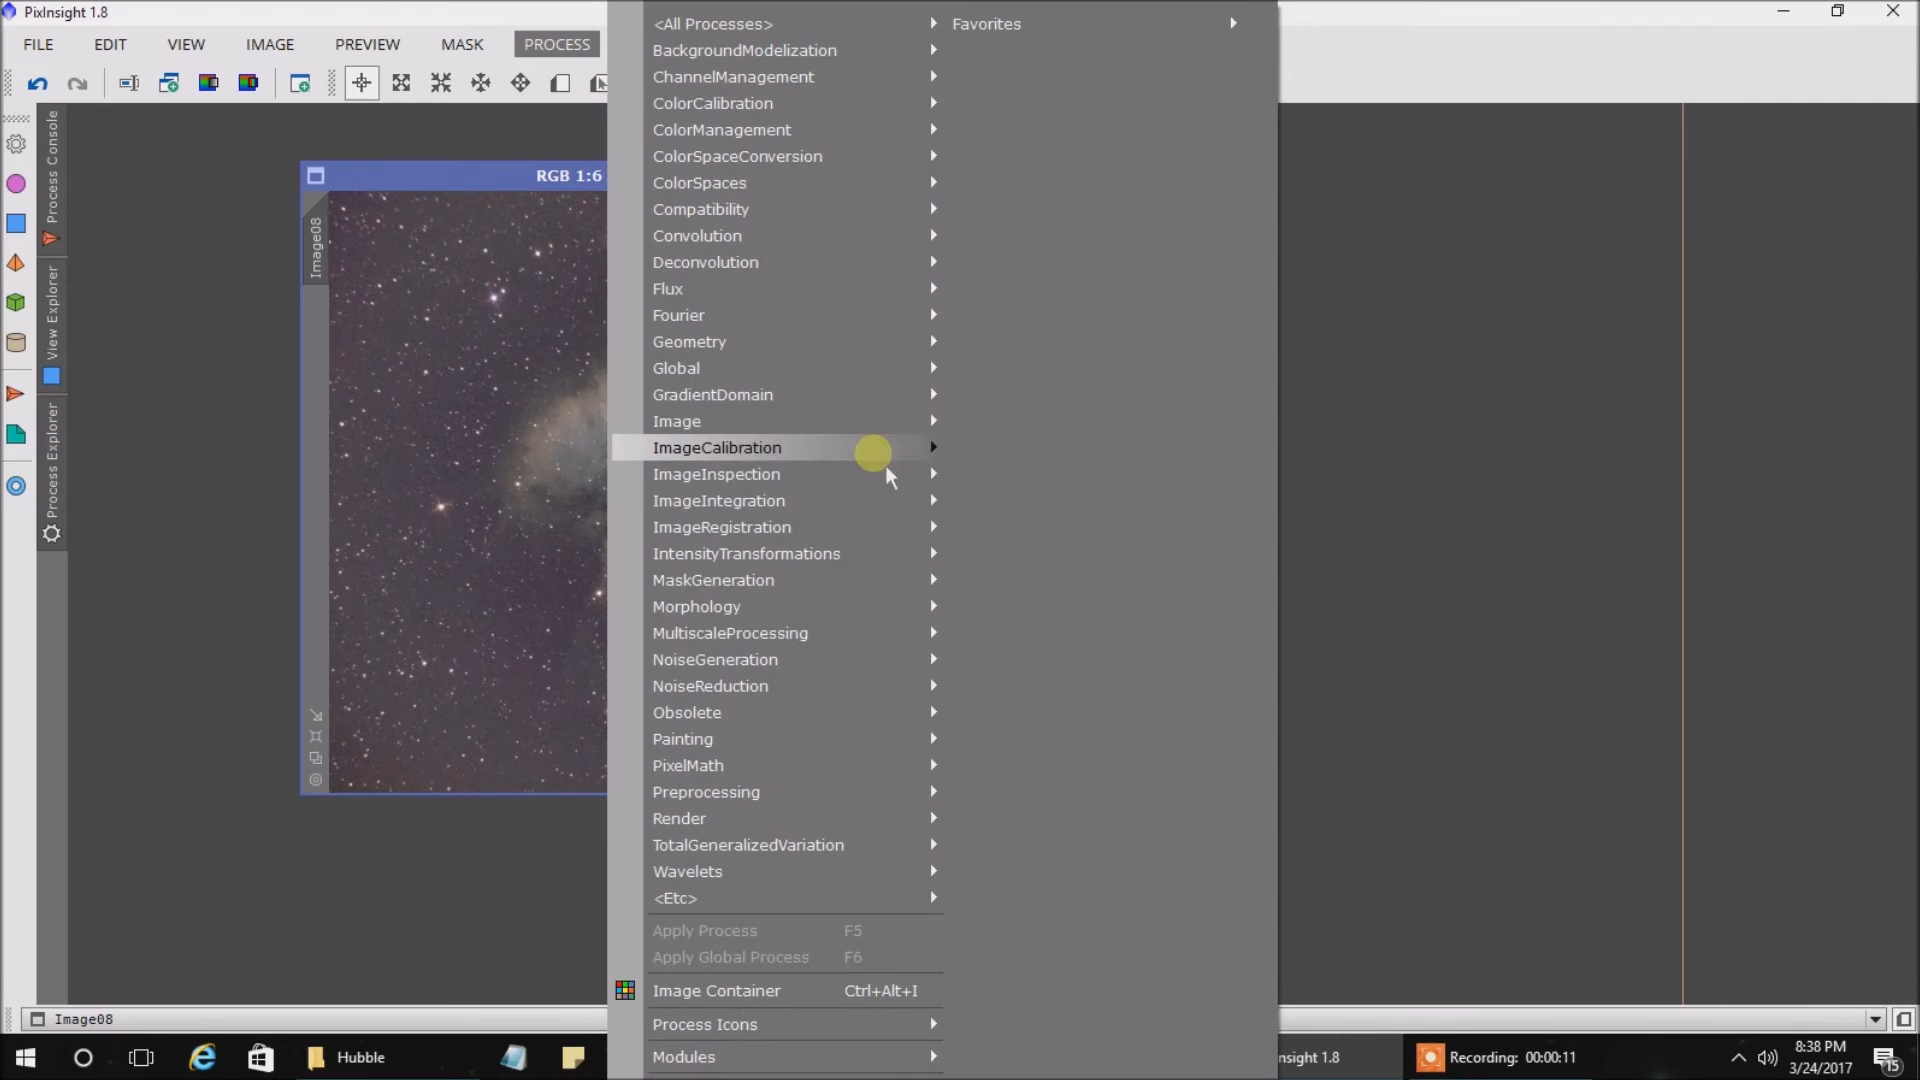 PixInsight 1.8
FILE
EDIT
VIEW
IMAGE
PREVIEW
MASK
PROCESS
<All Processes>
BackgroundModelization
ChannelManagement
ColorCalibration
ColorManagement
ColorSpaceConversion
ColorSpaces
Compatibility
Convolution
Deconvolution
Flux
Fourier
Geometry
Global
GradientDomain
Image
ImageCalibration
ImageInspection
ImageIntegration
ImageRegistration
IntensityTransformations
MaskGeneration
Morphology
MultiscaleProcessing
NoiseGeneration
NoiseReduction
Obsolete
Painting
PixelMath
Preprocessing
Render
TotalGeneralizedVariation
Wavelets
<Etc>
Apply Process F5
Apply Global Process F6
Image Container Ctrl+Alt+I
Process Icons
Modules
Favorites
Process Console
View Explorer
Process Explorer
RGB 1:6
Image08
Image08
Hubble
nsight 1.8
Recording: 00:00:11
8:38 PM
3/24/2017
15